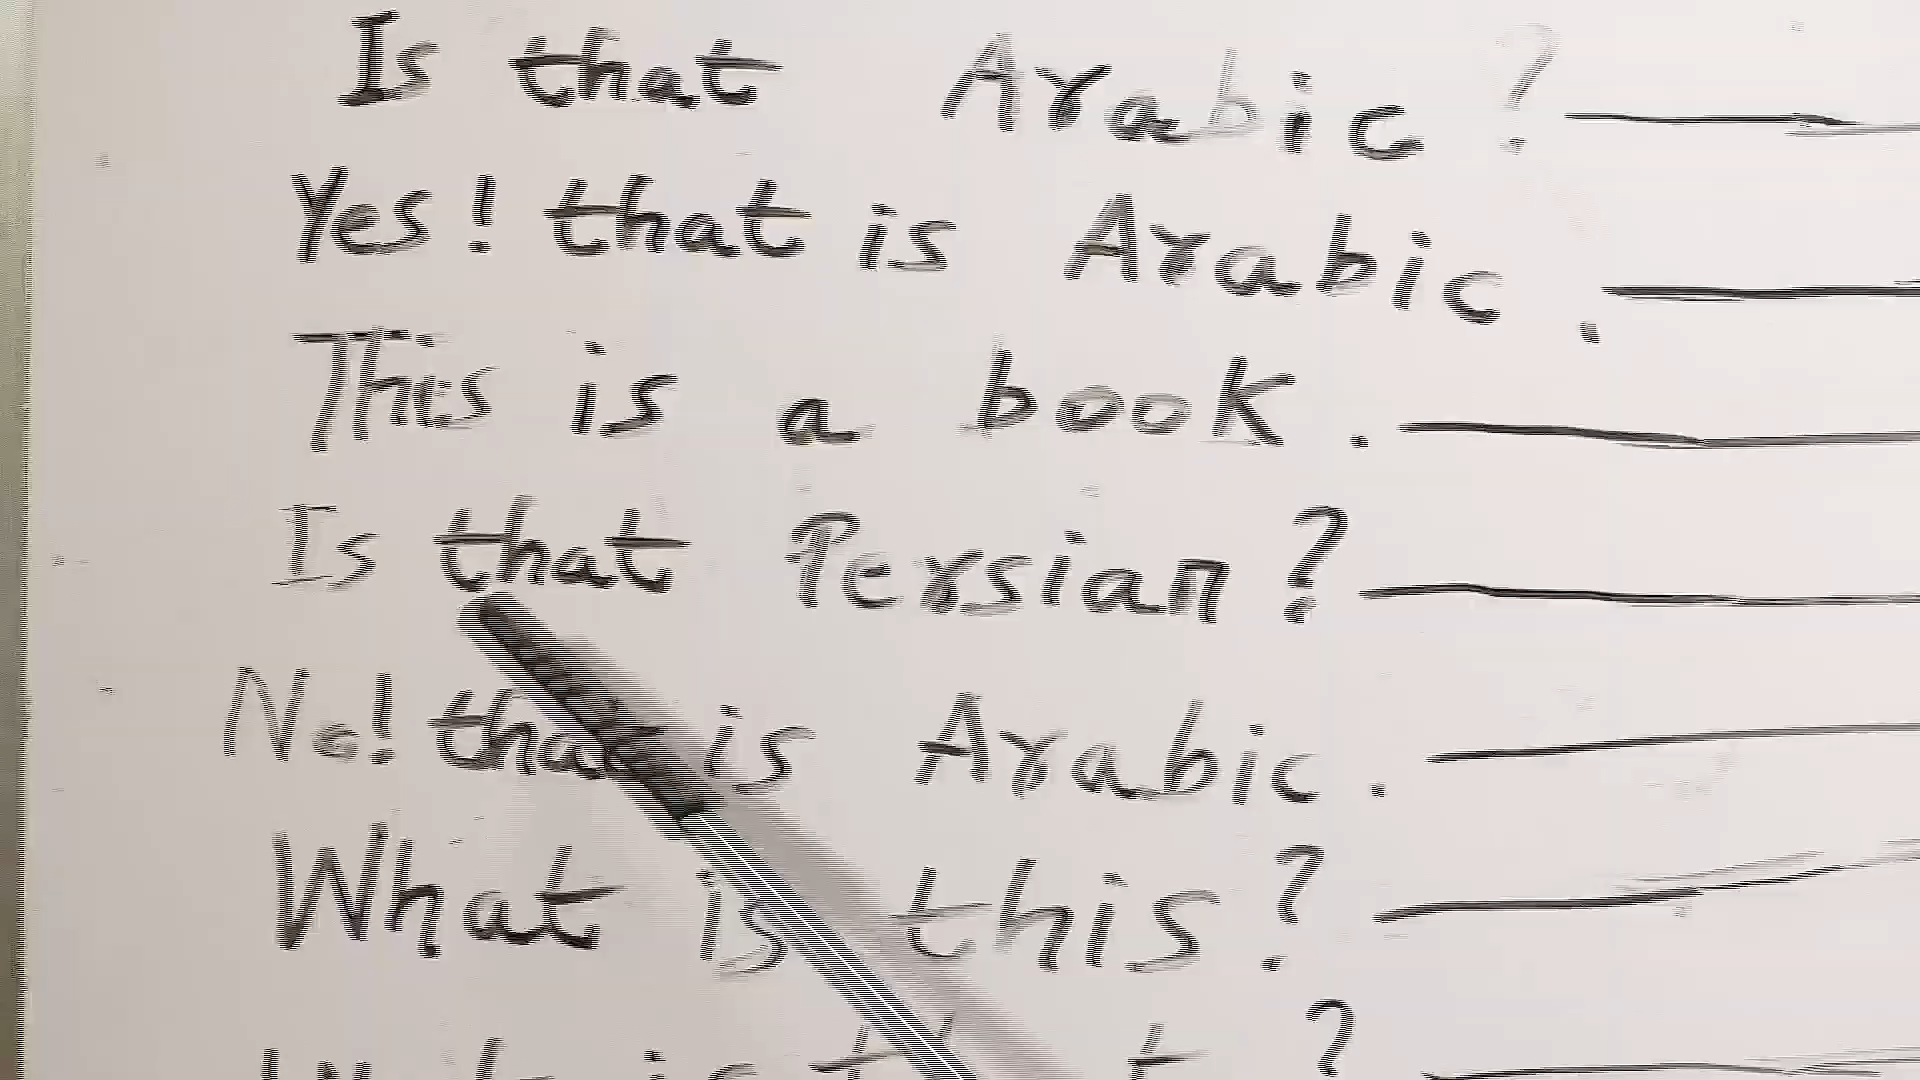 Is that Arabic ?
Yes! that is Arabic .
This is a book .
Is that Persian ?
No! that is Arabic .
What is this ?
is ?